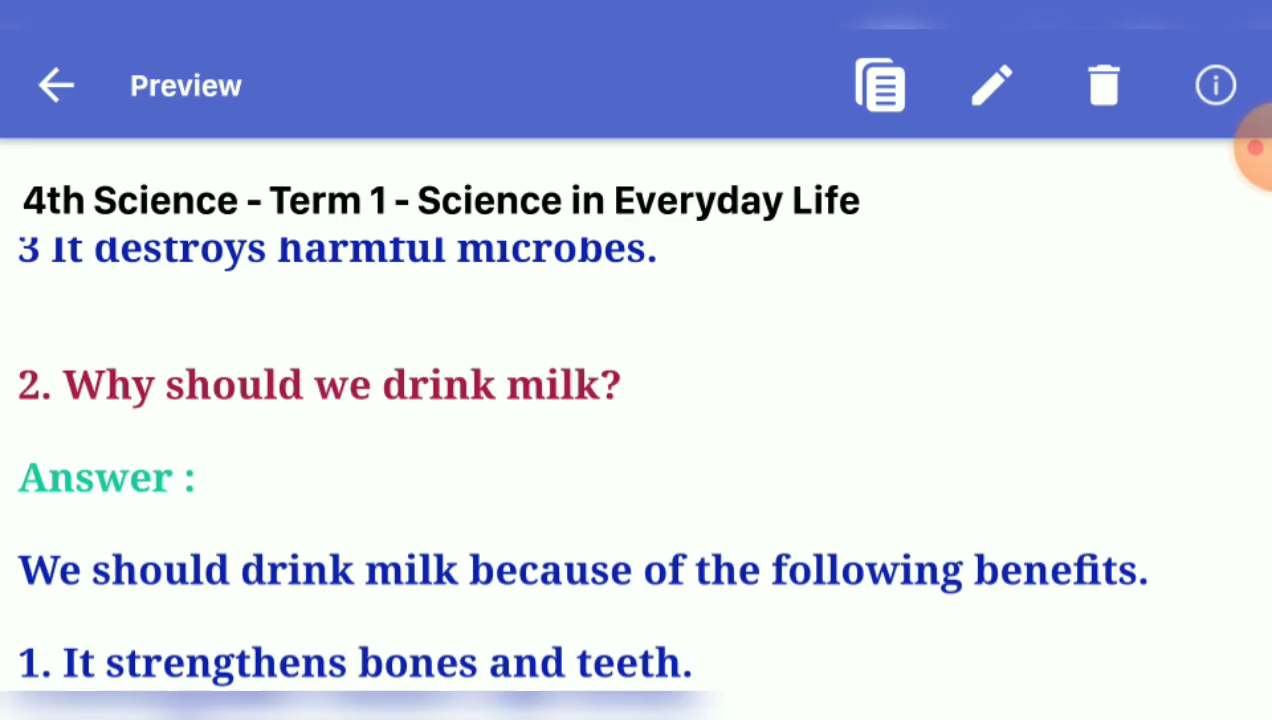 Preview
4th Science - Term 1 - Science in Everyday Life
3 It destroys harmful microbes.
2. Why should we drink milk?
Answer :
We should drink milk because of the following benefits.
1. It strengthens bones and teeth.